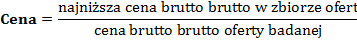 Cena = najniższa cena brutto brutto w zbiorze ofert
cena brutto brutto oferty badanej